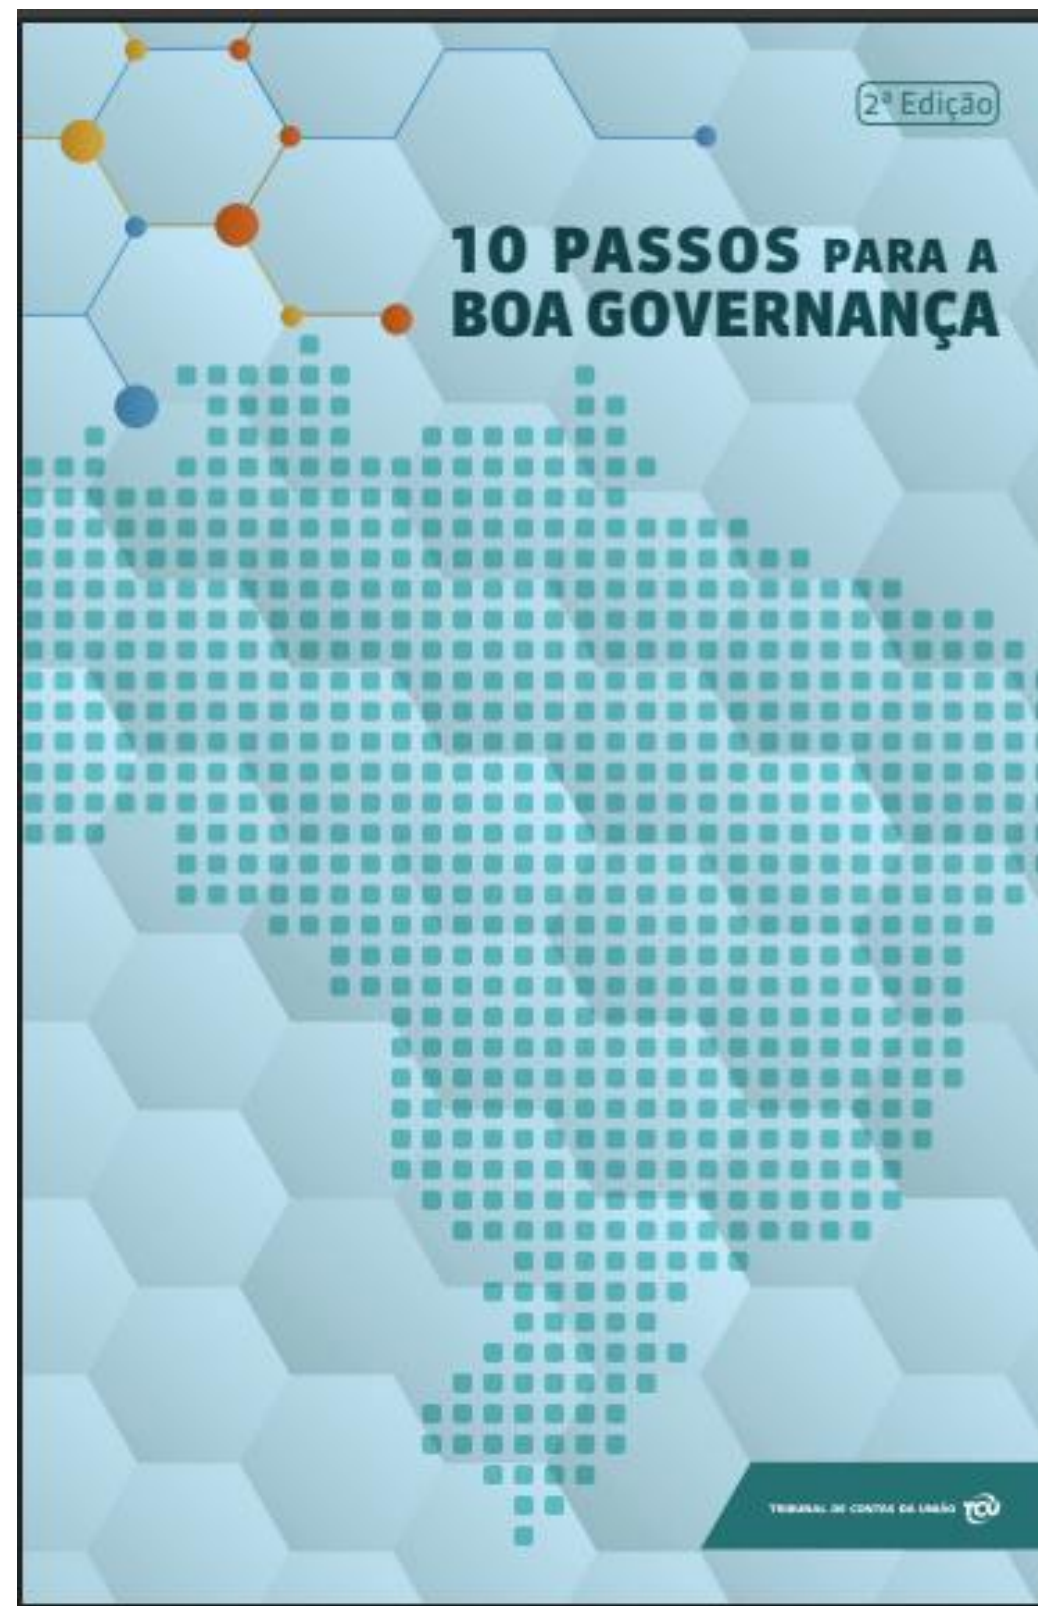 2ª Edição
10 PASSOS PARA A
BOA GOVERNANÇA
TRIBUNAL DE CONTAS DA UNIÃO TCU